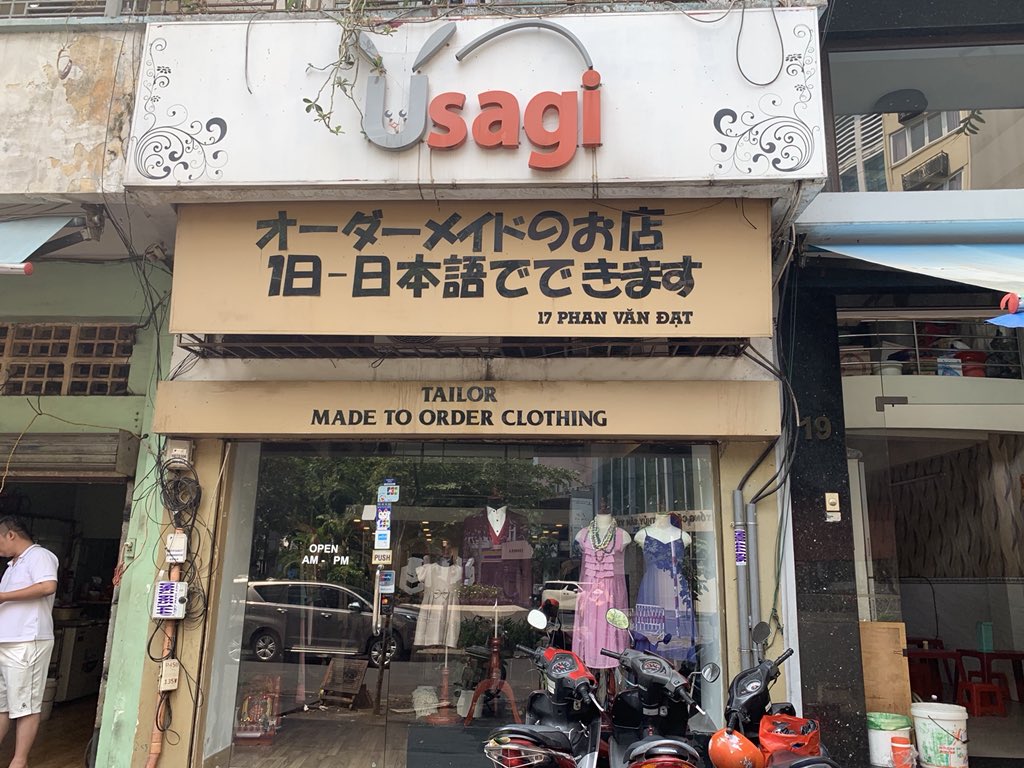 Usagi
オーダーメイドのお店
1日-日本語でできます
17 PHAN VĂN ĐẠT
TAILOR
MADE TO ORDER CLOTHING
19
OPEN
AM - PM
PUSH
JCB